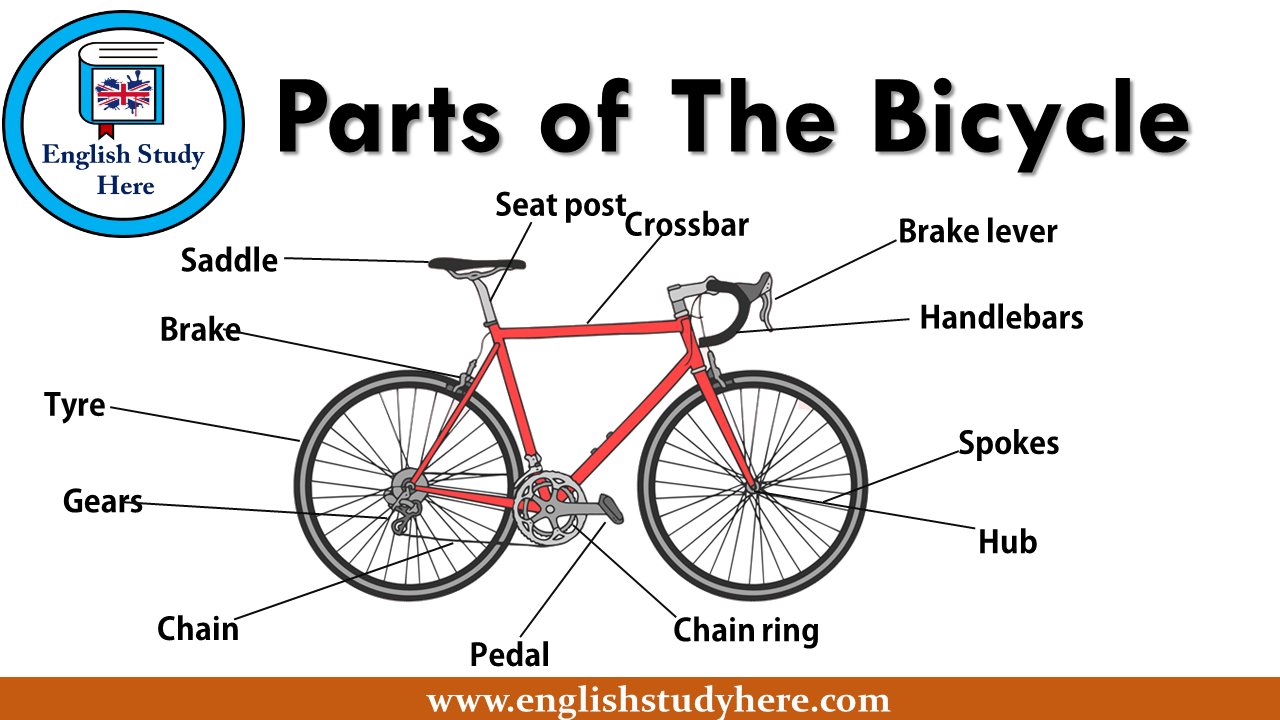 English Study
Here
Parts of The Bicycle
Seat post
Crossbar
Brake lever
Saddle
Handlebars
Brake
Tyre
Spokes
Gears
Hub
Chain
Chain ring
Pedal
www.englishstudyhere.com